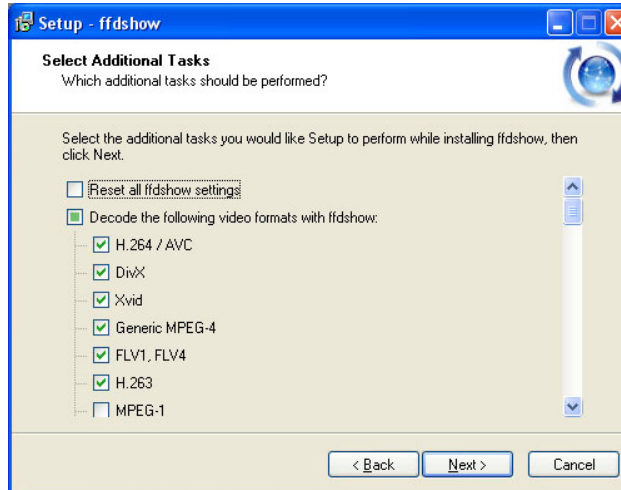 Setup - ffdshow
Select Additional Tasks
Which additional tasks should be performed?
Select the additional tasks you would like Setup to perform while installing ffdshow, then
click Next.
Reset all ffdshow settings
Decode the following video formats with ffdshow:
H.264 / AVC
DivX
Xvid
Generic MPEG-4
FLV1, FLV4
H.263
MPEG-1
< Back Next > Cancel